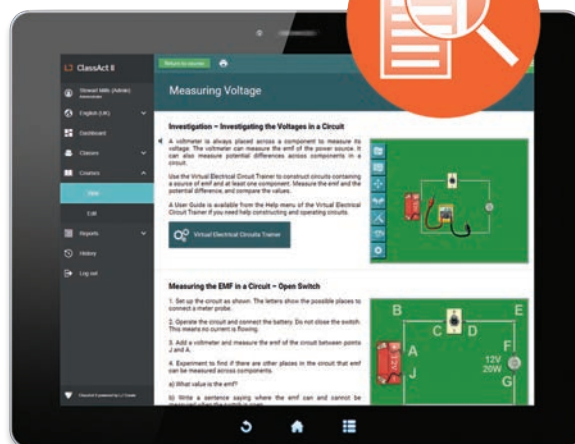 ClassAct II
Return to course
Stewart Mills (Admin)
Administrator
English (UK)
Dashboard
Classes
Courses
View
Edit
Reports
History
Log out
Measuring Voltage
Investigation – Investigating the Voltages in a Circuit
A voltmeter is always placed across a component to measure its
voltage. The voltmeter can measure the emf of the power source. It
can also measure potential differences across components in a
circuit.
Use the Virtual Electrical Circuit Trainer to construct circuits containing
a source of emf and at least one component. Measure the emf and the
potential difference, and compare the values.
A User Guide is available from the Help menu of the Virtual Electrical
Circuit Trainer if you need help constructing and operating circuits.
Virtual Electrical Circuits Trainer
Measuring the EMF in a Circuit – Open Switch
1. Set up the circuit as shown. The letters show the possible places to
connect a meter probe.
2. Operate the circuit and connect the battery. Do not close the switch.
This means no current is flowing.
3. Add a voltmeter and measure the emf of the circuit between points
J and A.
4. Experiment to find if there are other places in the circuit that emf
can be measured across components.
a) What value is the emf?
b) Write a sentence saying where the emf can and cannot be
measured when the switch is open.
B
E
C
D
A
12V
J
F
12V
20W
G